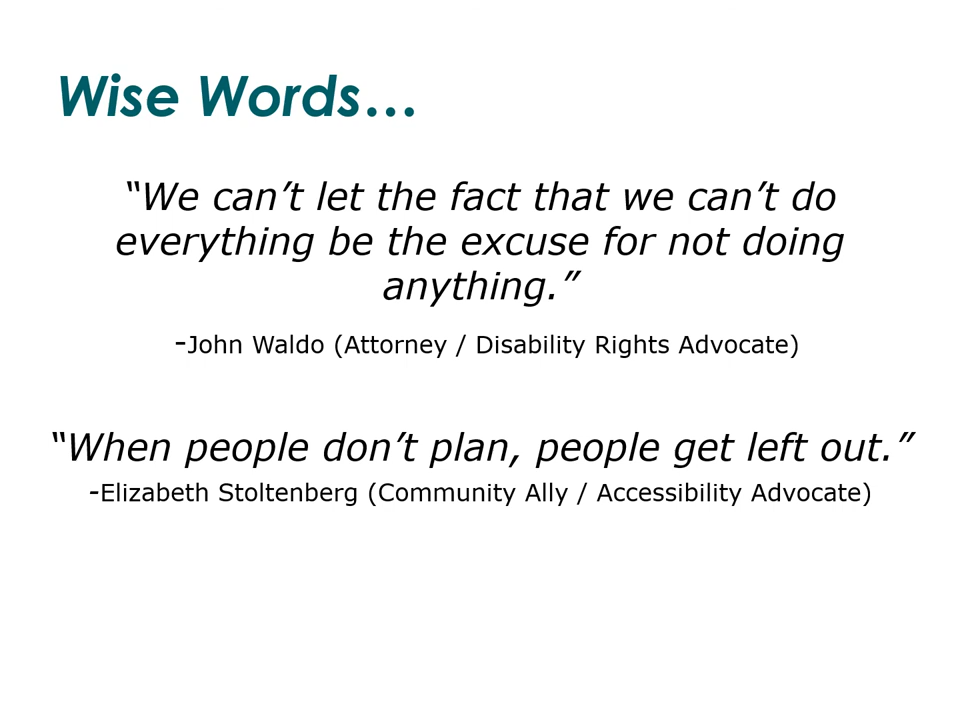 Wise Words…
“We can’t let the fact that we can’t do
everything be the excuse for not doing
anything.”
-John Waldo (Attorney / Disability Rights Advocate)
“When people don’t plan, people get left out.”
-Elizabeth Stoltenberg (Community Ally / Accessibility Advocate)